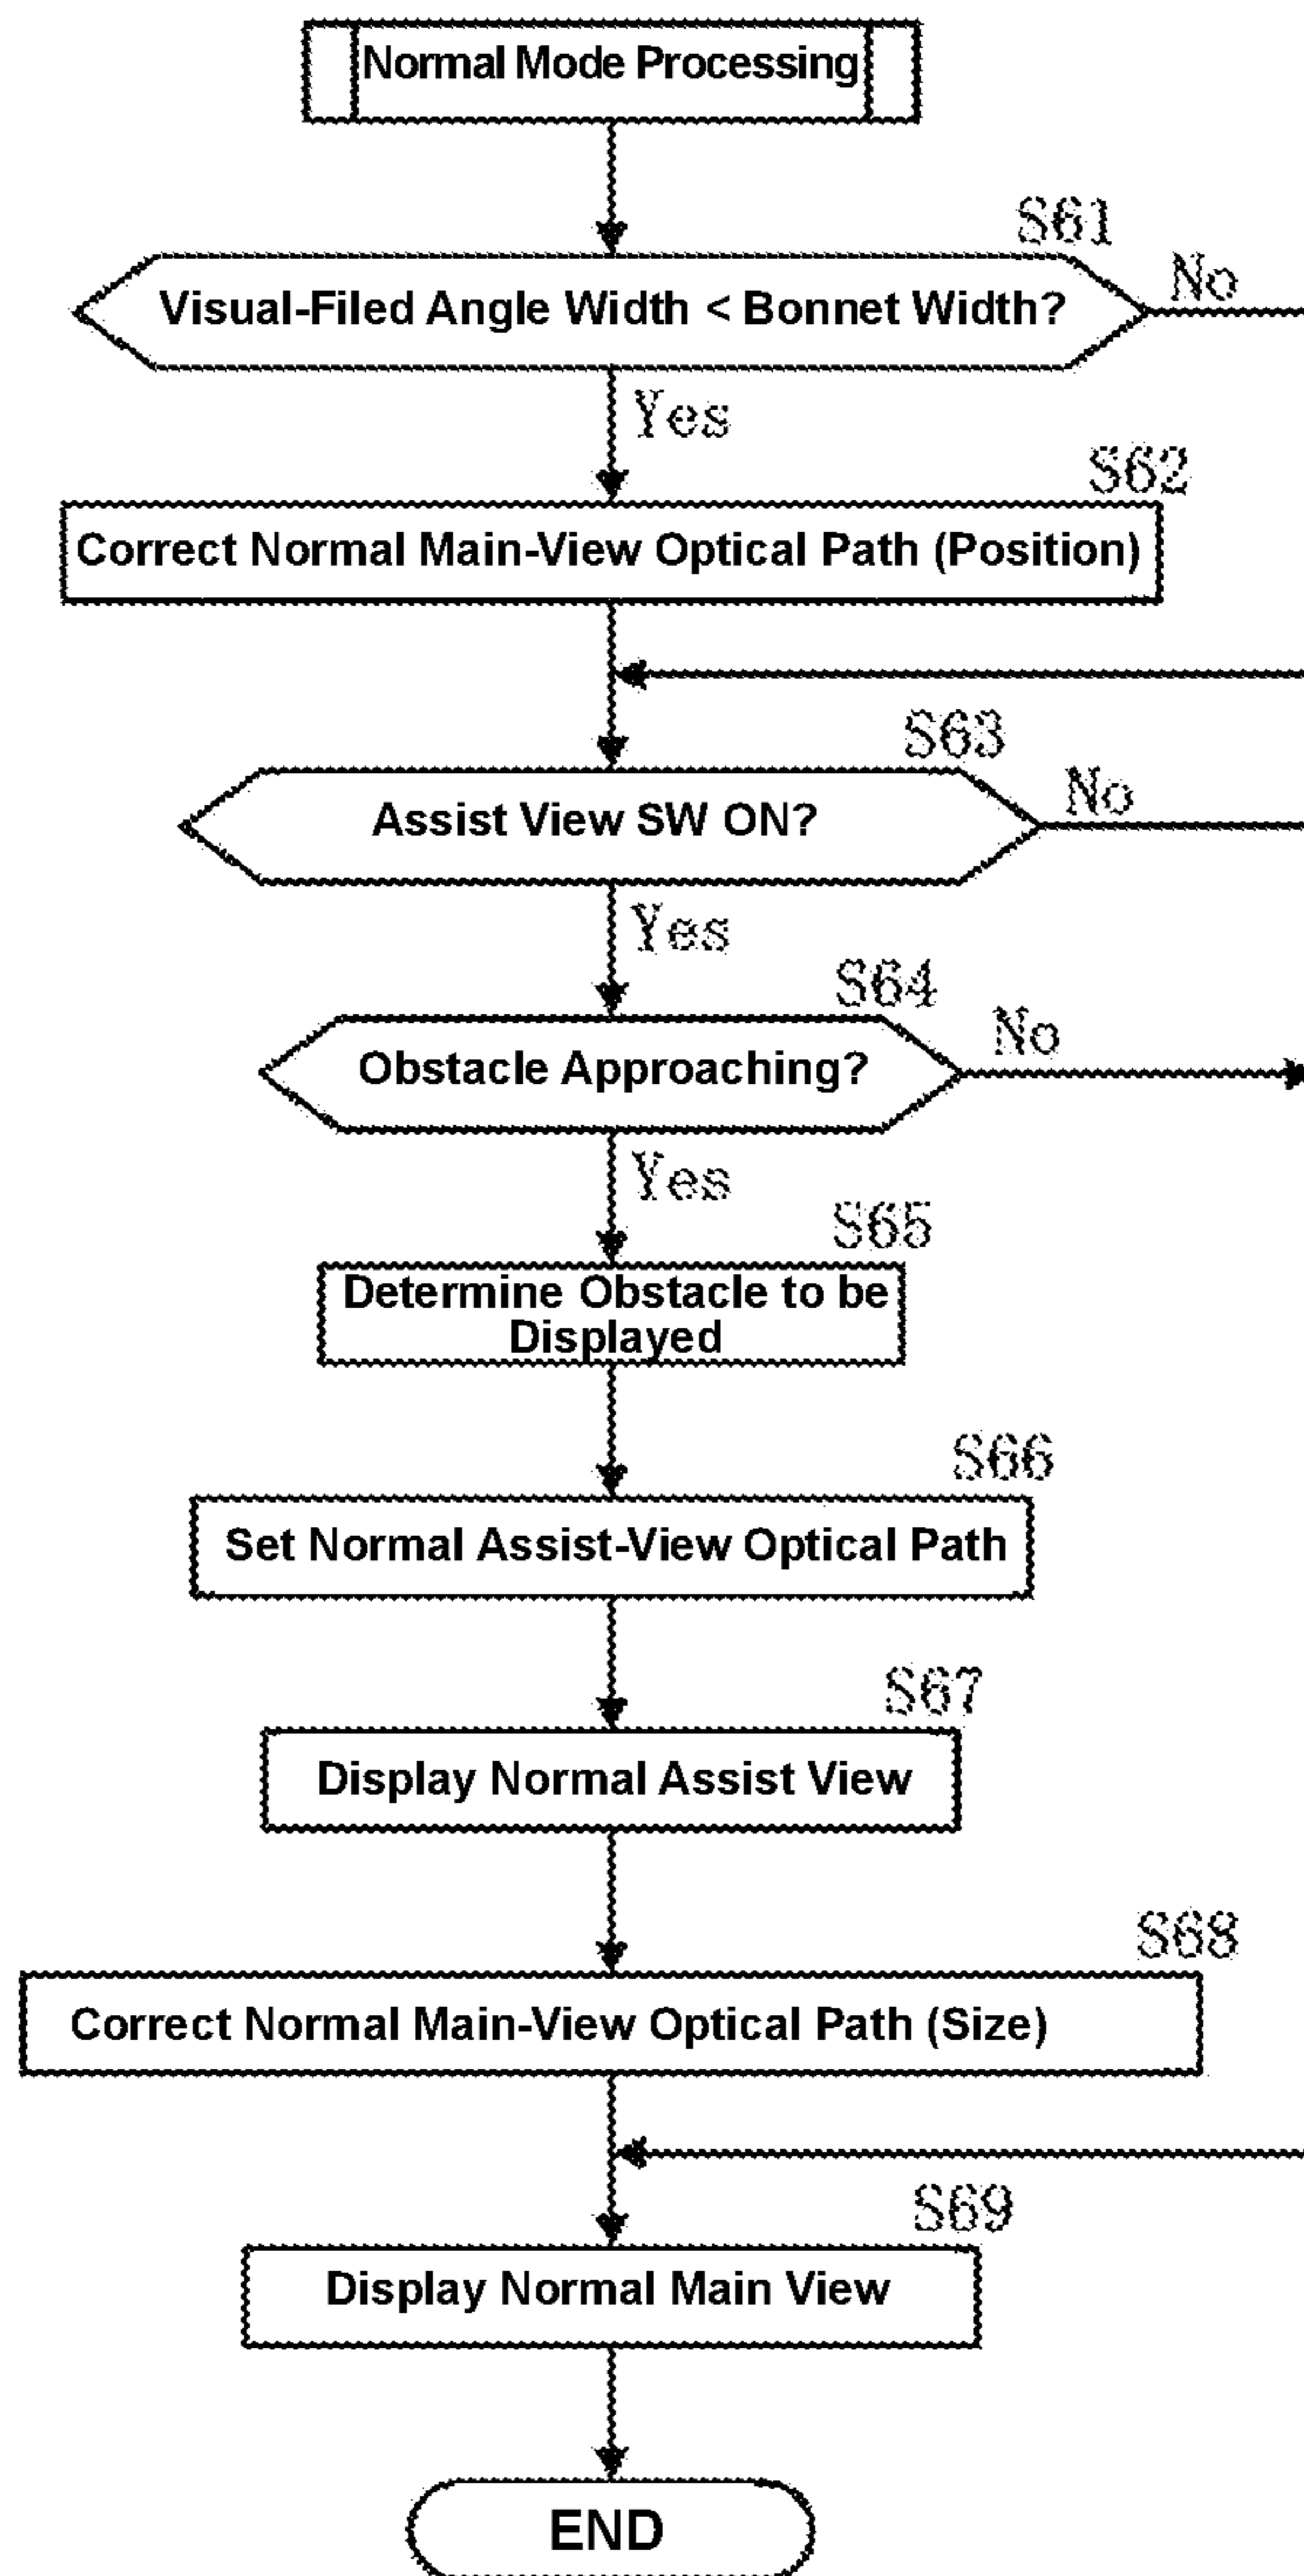 Normal Mode Processing
S61
Visual-Filed Angle Width < Bonnet Width?
No
Yes
S62
Correct Normal Main-View Optical Path (Position)
S63
Assist View SW ON?
No
Yes
S64
Obstacle Approaching?
No
Yes
S65
Determine Obstacle to be
Displayed
S66
Set Normal Assist-View Optical Path
S67
Display Normal Assist View
S68
Correct Normal Main-View Optical Path (Size)
S69
Display Normal Main View
END